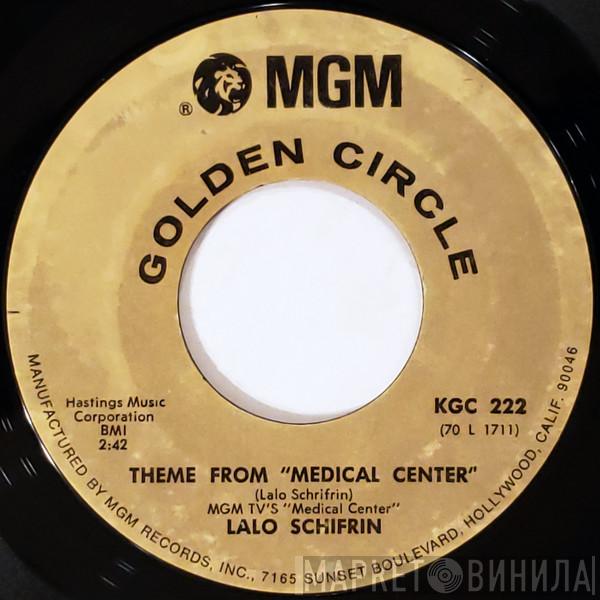 ® MGM
GOLDEN CIRCLE
Hastings Music
Corporation
BMI
2:42
KGC 222
(70 L 1711)
THEME FROM "MEDICAL CENTER"
(Lalo Schrifrin)
MGM TV'S "Medical Center"
LALO SCHIFRIN
MANUFACTURED BY MGM RECORDS, INC., 7165 SUNSET BOULEVARD, HOLLYWOOD, CALIF. 90046
МАРКЕТ ВИНИЛА